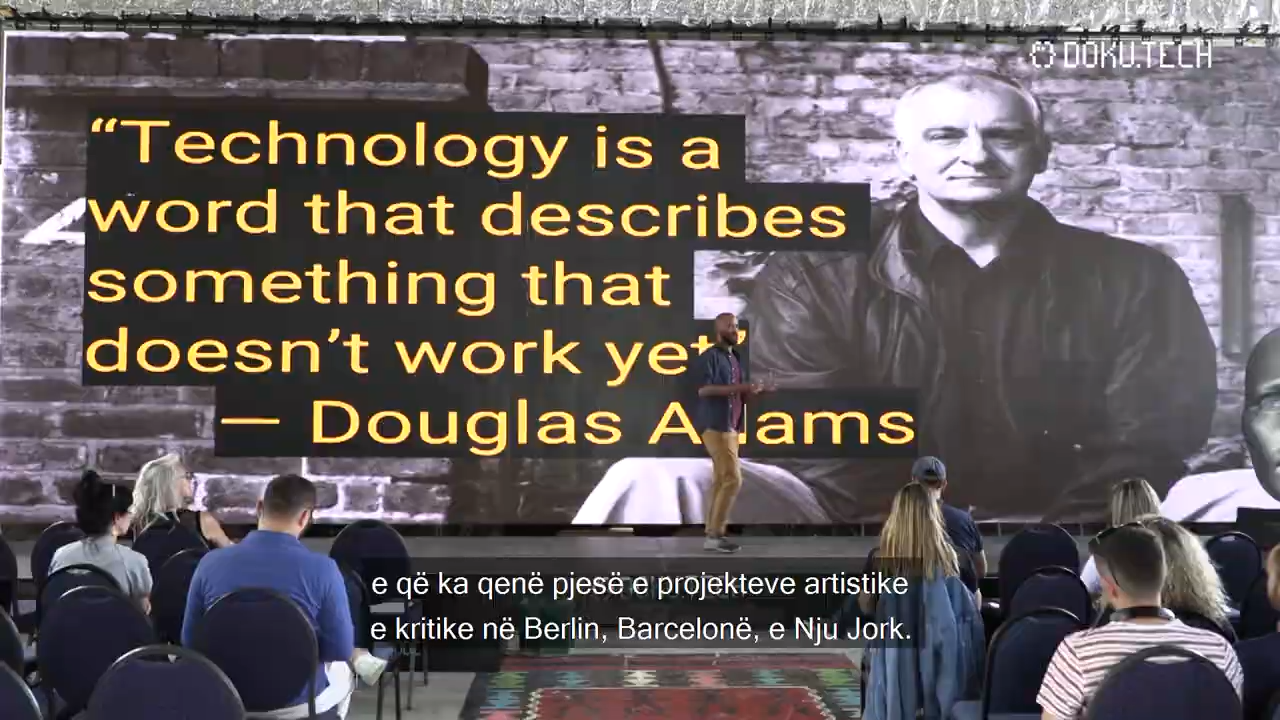 DOKU.TECH
“Technology is a
word that describes
something that
doesn’t work yet”
— Douglas Adams
e që ka qenë pjesë e projekteve artistike
e kritike në Berlin, Barcelonë, e Nju Jork.